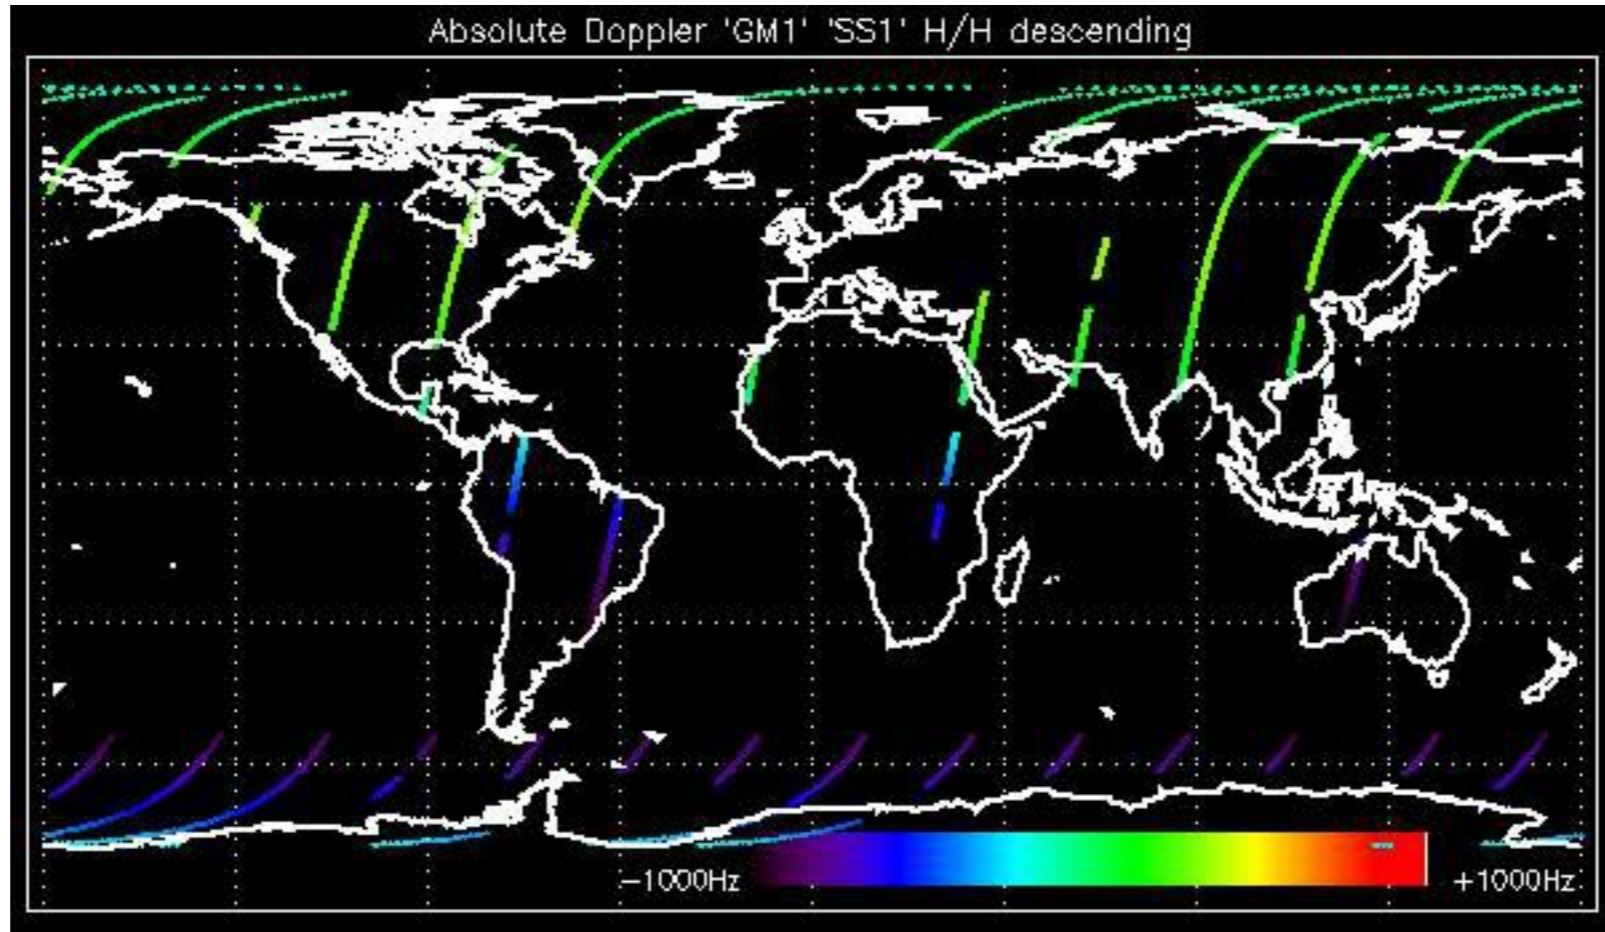 Absolute Doppler 'GM1' 'SS1' H/H descending
−1000Hz
+1000Hz